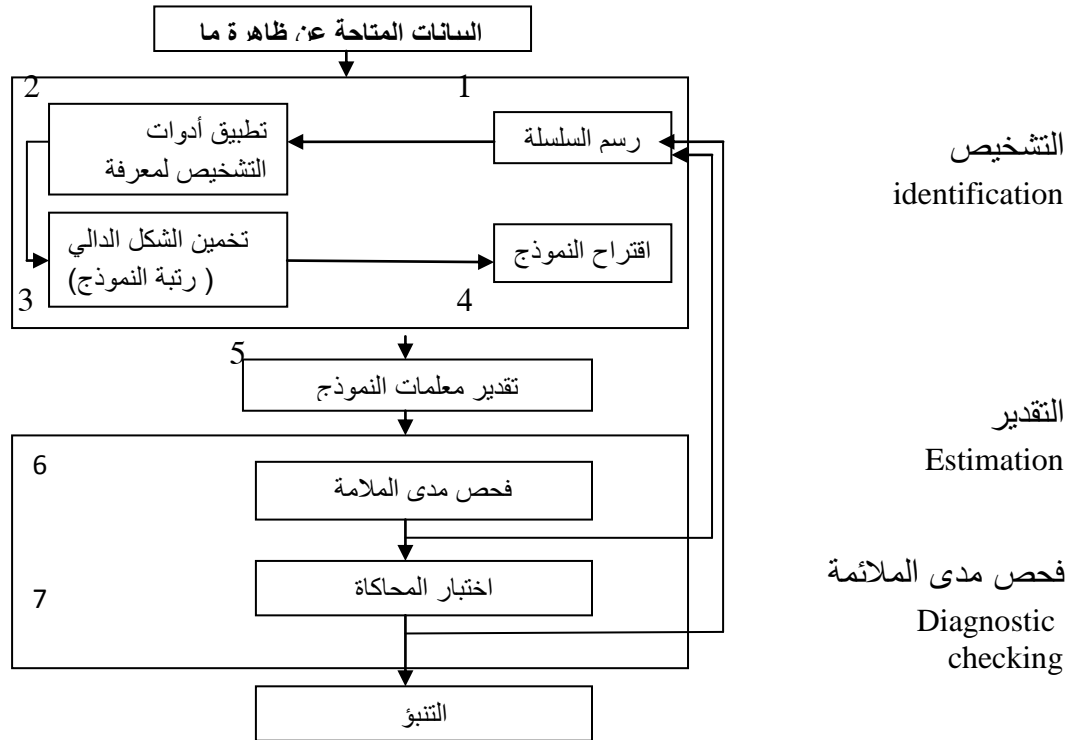 البيانات المتاحة عن ظاهرة ما
1
رسم السلسلة
2
تطبيق أدوات
التشخيص لمعرفة
3
تخمين الشكل الدالي
( رتبة النموذج)
4
اقتراح النموذج
التشخيص
identification
5
تقدير معلمات النموذج
التقدير
Estimation
6
فحص مدى الملامة
7
اختبار المحاكاة
فحص مدى الملائمة
Diagnostic
checking
التنبؤ